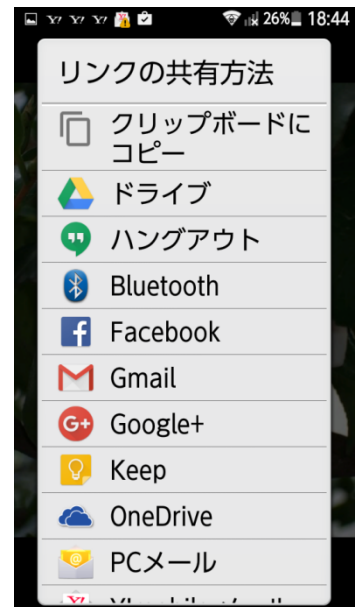 Y! Y! Y! 26% 18:44
リンクの共有方法
クリップボードに
コピー
ドライブ
ハングアウト
Bluetooth
Facebook
Gmail
G+ Google+
Keep
OneDrive
PCメール